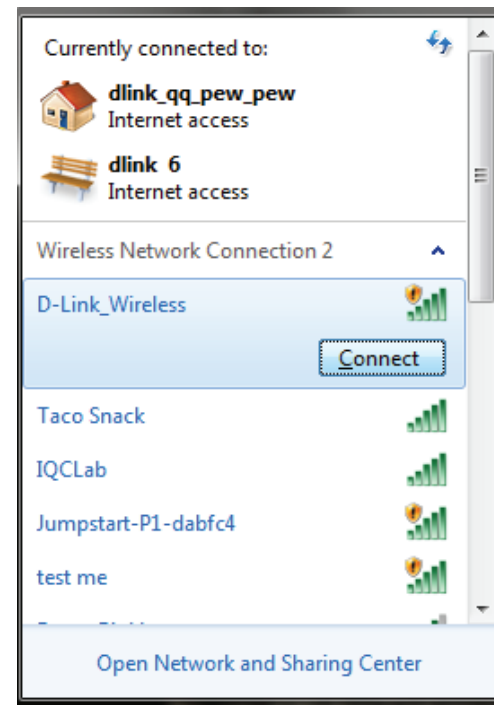 Currently connected to:
dlink_qq_pew_pew
Internet access
dlink 6
Internet access
Wireless Network Connection 2
D-Link_Wireless
Connect
Taco Snack
IQCLab
Jumpstart-P1-dabfc4
test me
Open Network and Sharing Center